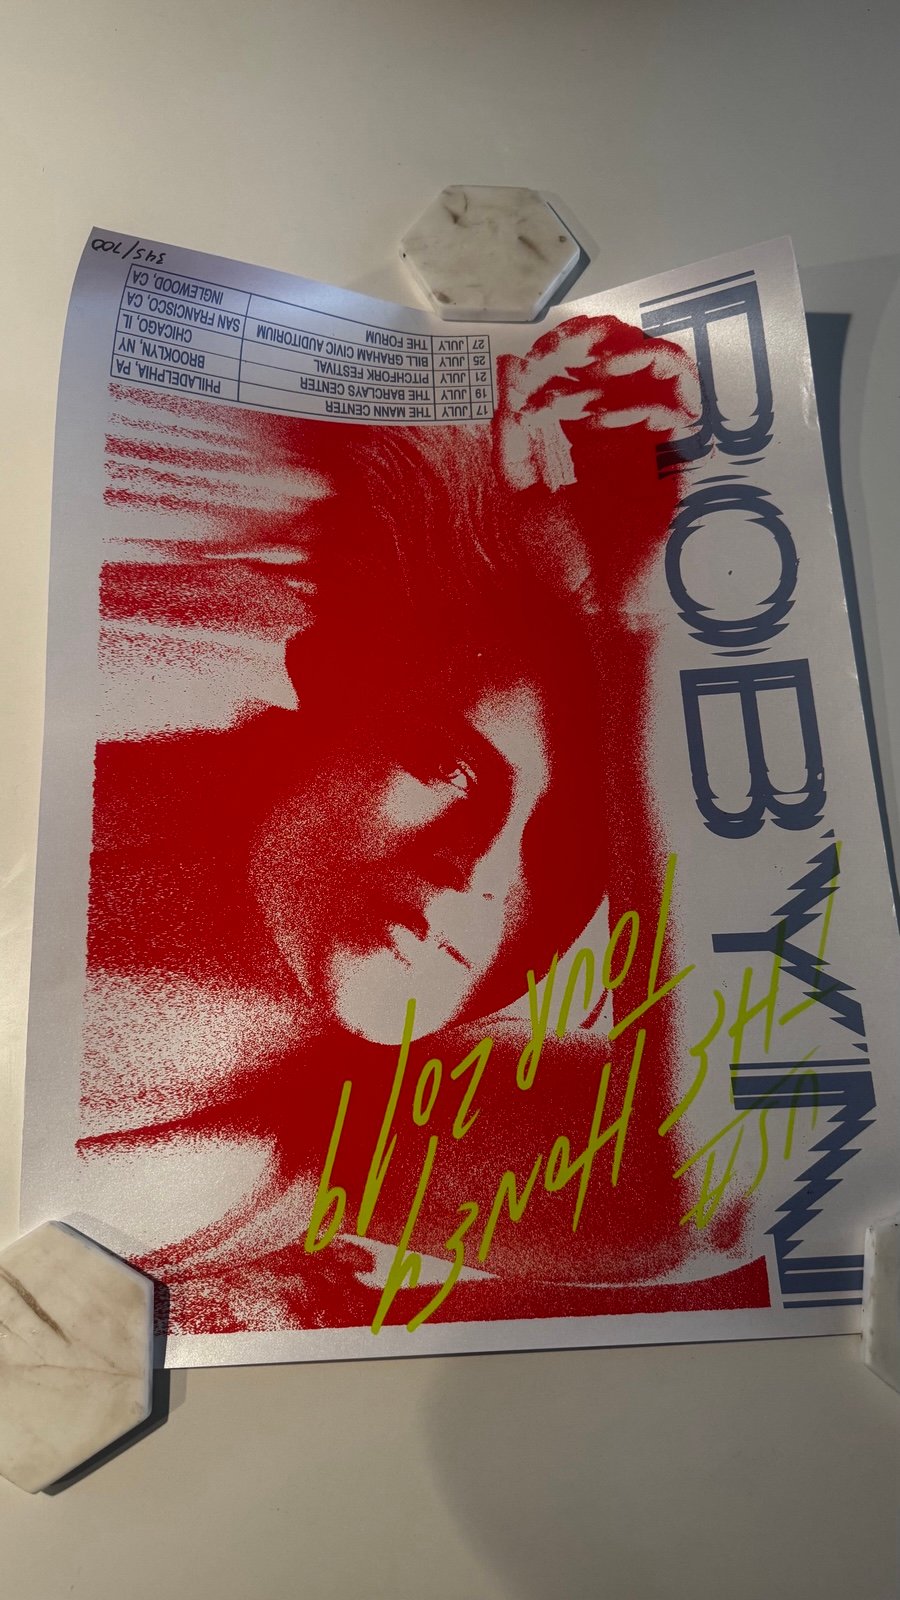 ROBYN
USA
THE HONEY
TOUR 2019
17 JULY THE MANN CENTER PHILADELPHIA, PA
19 JULY THE BARCLAYS CENTER BROOKLYN, NY
21 JULY PITCHFORK FESTIVAL CHICAGO, IL
26 JULY BILL GRAHAM CIVIC AUDITORIUM SAN FRANCISCO, CA
27 JULY THE FORUM INGLEWOOD, CA
345/700